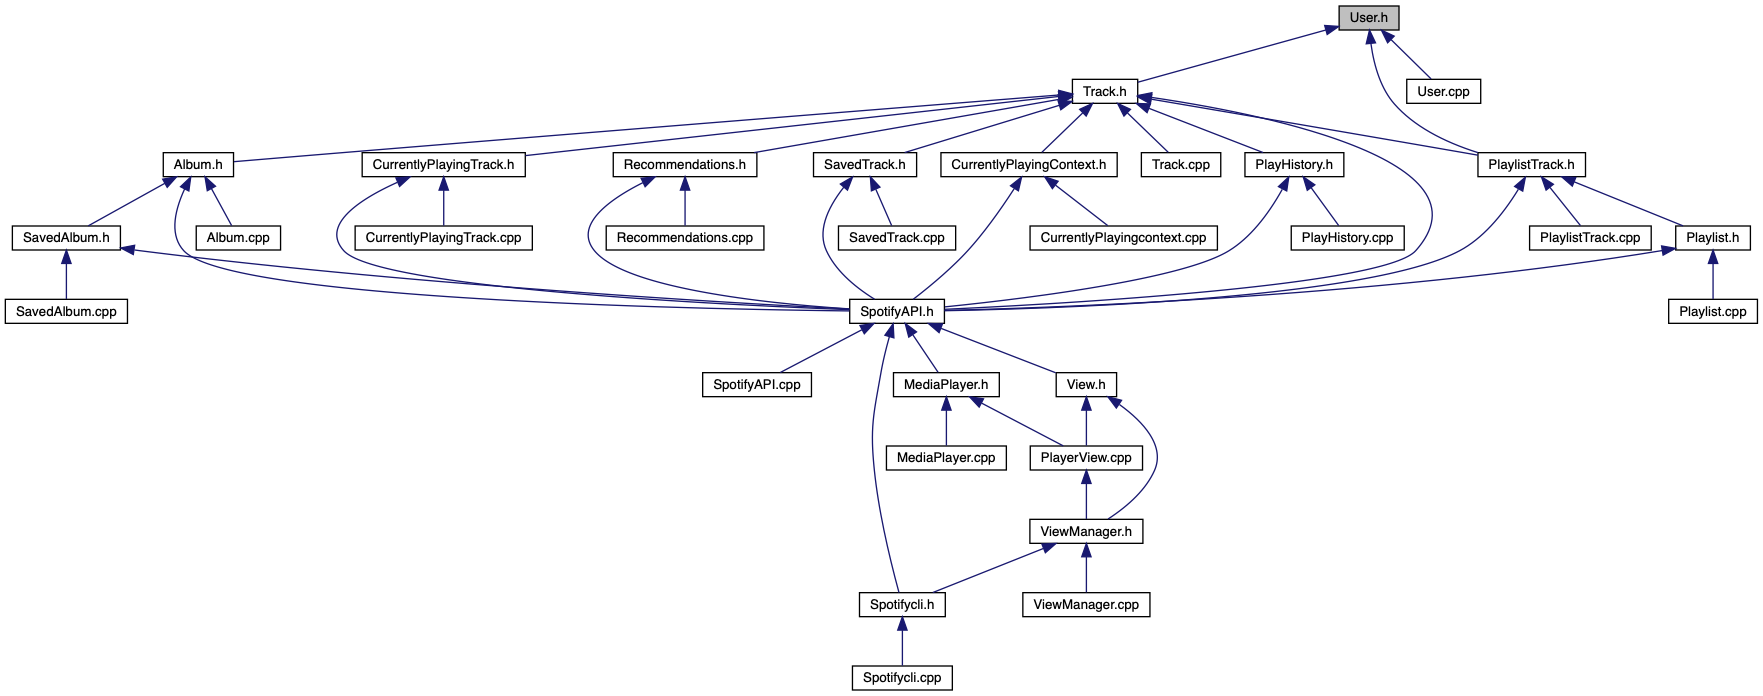 User.h
Track.h
User.cpp
Album.h
CurrentlyPlayingTrack.h
Recommendations.h
SavedTrack.h
CurrentlyPlayingContext.h
Track.cpp
PlayHistory.h
PlaylistTrack.h
SavedAlbum.h
Album.cpp
CurrentlyPlayingTrack.cpp
Recommendations.cpp
SavedTrack.cpp
CurrentlyPlayingcontext.cpp
PlayHistory.cpp
PlaylistTrack.cpp
Playlist.h
SavedAlbum.cpp
SpotifyAPI.h
Playlist.cpp
SpotifyAPI.cpp
MediaPlayer.h
View.h
MediaPlayer.cpp
PlayerView.cpp
ViewManager.h
Spotifycli.h
ViewManager.cpp
Spotifycli.cpp